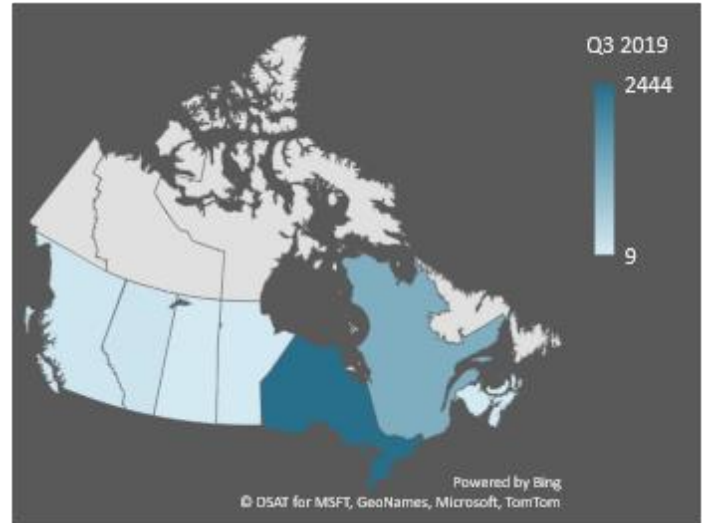 Q3 2019
2444
9
Powered by Bing
© DSAT for MSFT, GeoNames, Microsoft, TomTom